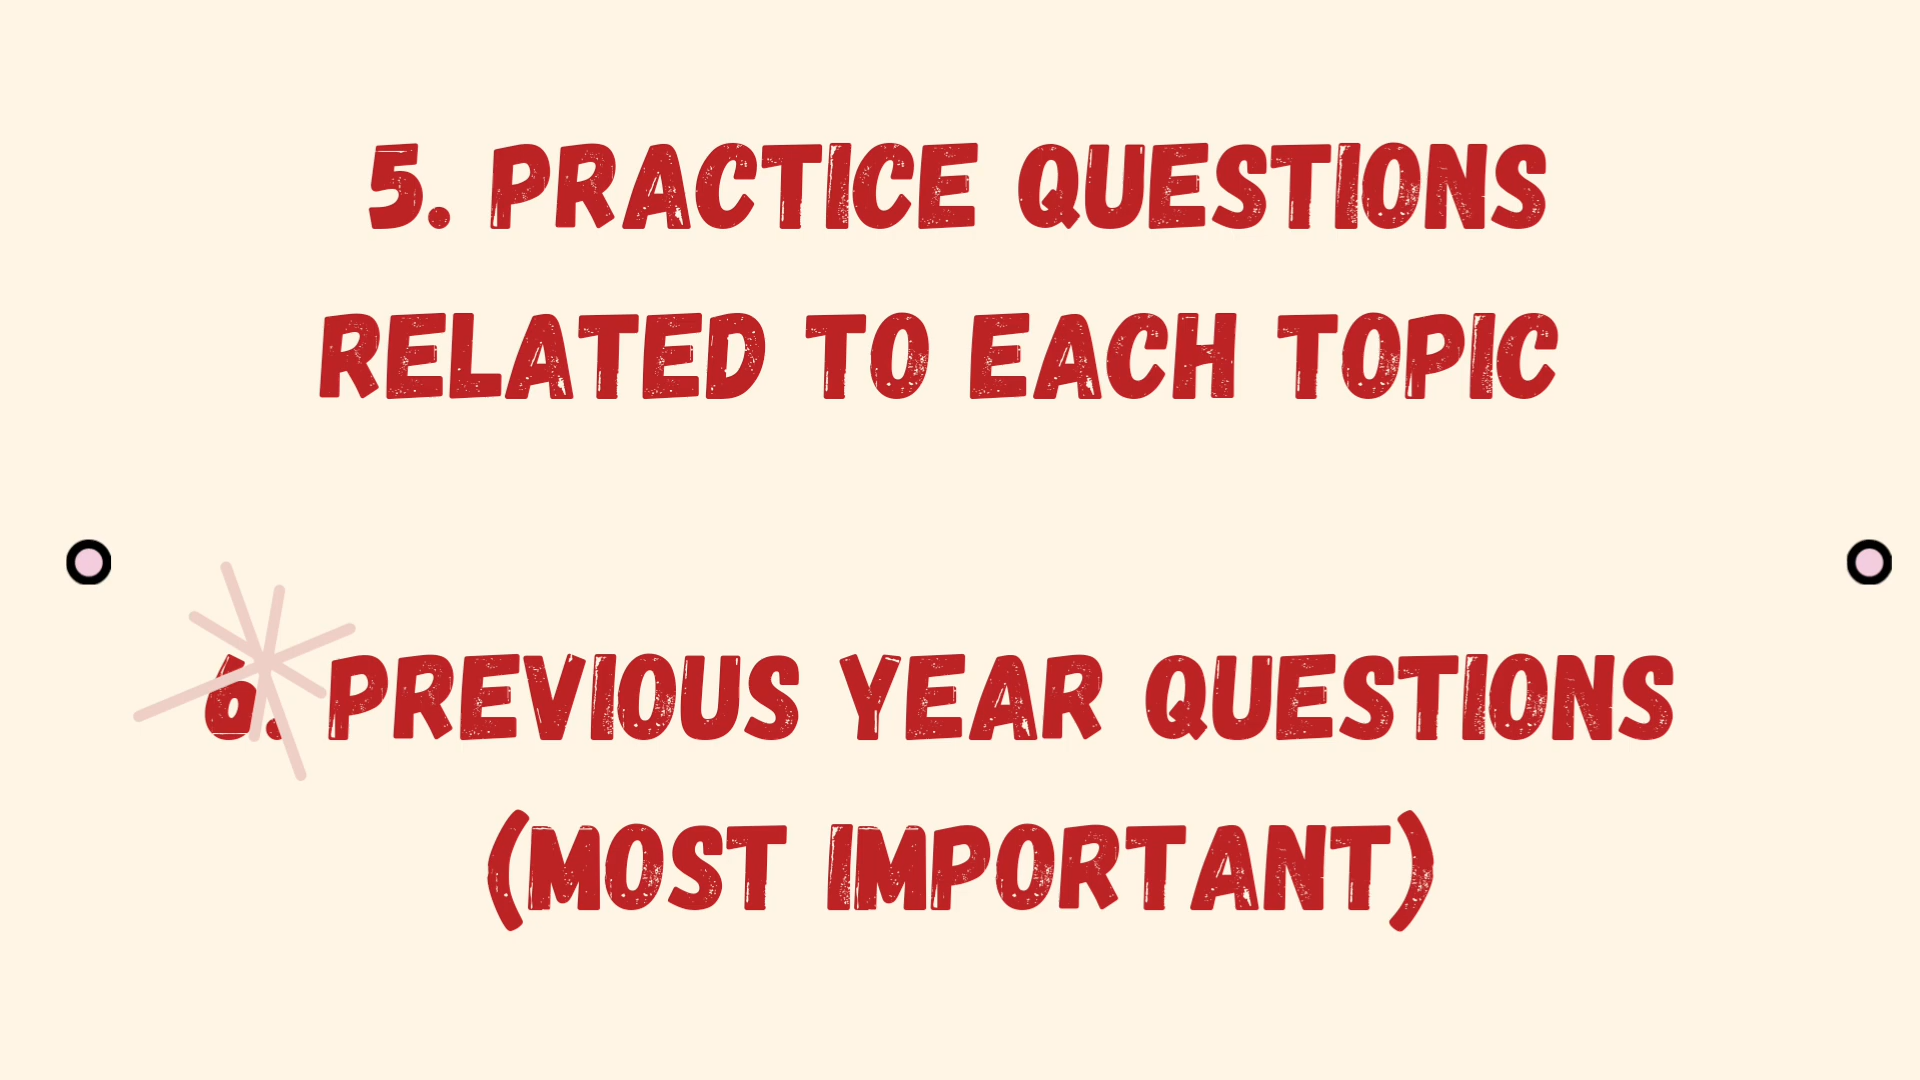 5. PRACTICE QUESTIONS
RELATED TO EACH TOPIC
6. PREVIOUS YEAR QUESTIONS
(MOST IMPORTANT)